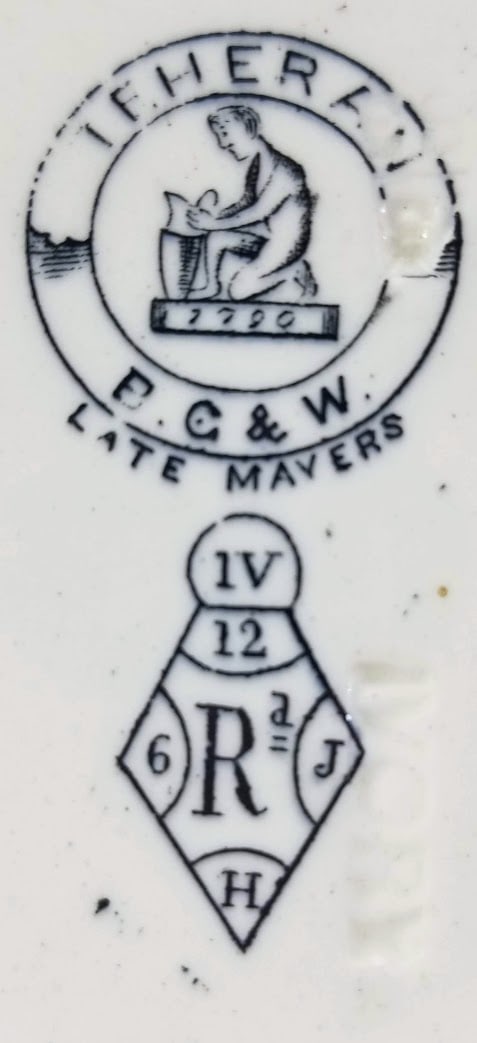 TEHERAN
1790
B. G & W.
LATE MAYERS
IV
12
6 Rd J
H